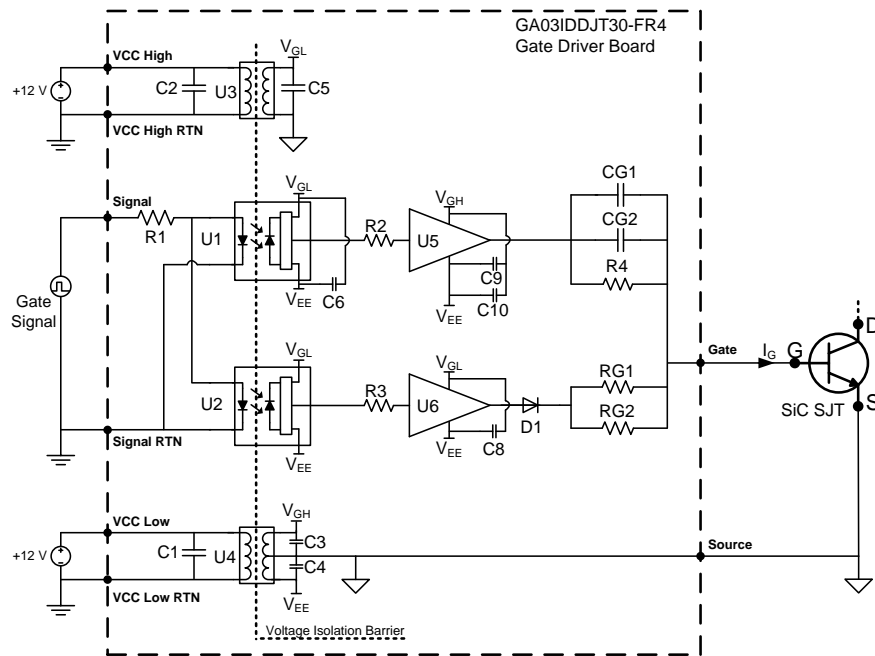 GA03IDDJT30-FR4
Gate Driver Board
VCC High
VGL
+12 V
C2
U3
C5
VCC High RTN
Signal
R1
U1
VGL
VEE
C6
R2
VGH
U5
C9
VEE
C10
CG1
CG2
R4
Gate
Signal
Gate
IG
G
D
S
SiC SJT
U2
VGL
VEE
R3
VGL
U6
VEE
C8
D1
RG1
RG2
Signal RTN
VCC Low
VGH
+12 V
C1
U4
C3
C4
Source
VCC Low RTN
VEE
Voltage Isolation Barrier